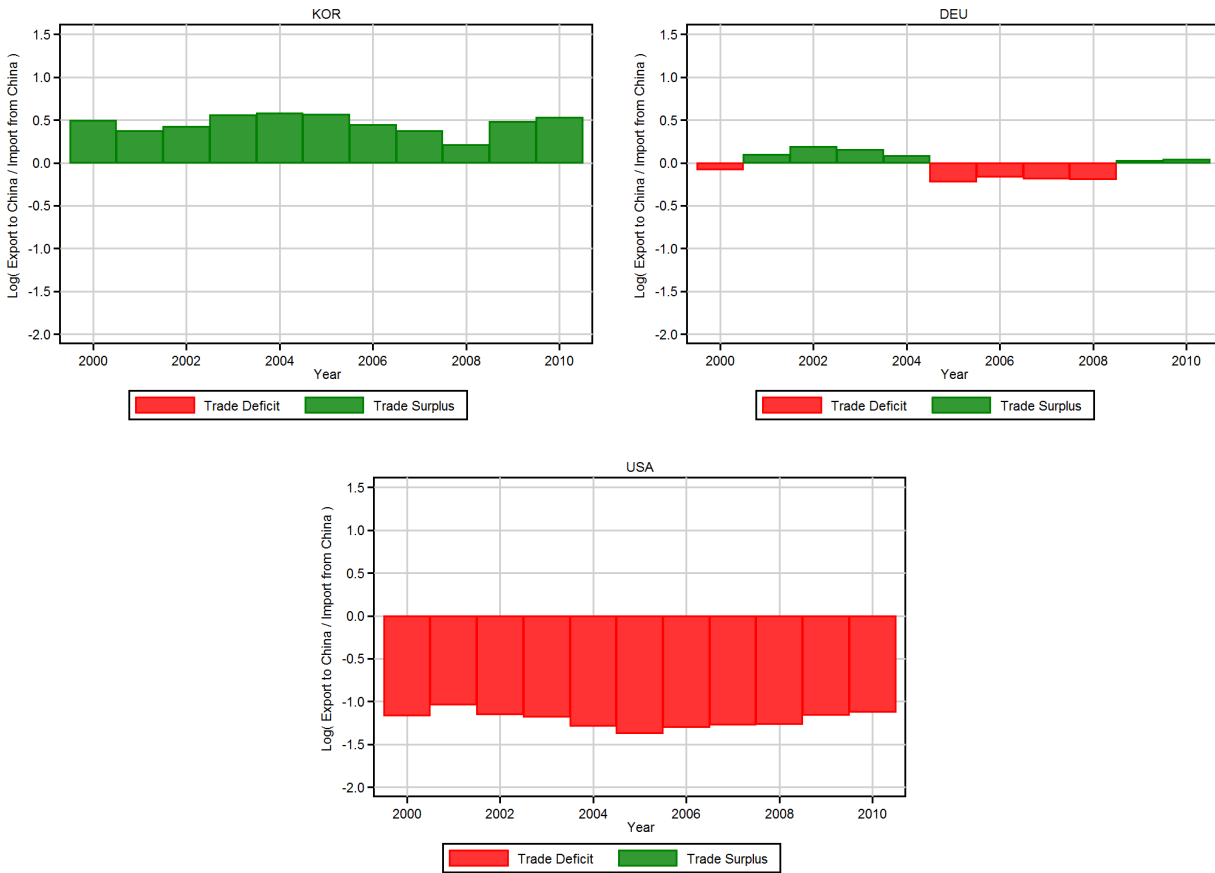 KOR
Log( Export to China / Import from China )
1.5
1.0
0.5
0.0
-0.5
-1.0
-1.5
-2.0
2000 2002 2004 2006 2008 2010
Year
Trade Deficit Trade Surplus
DEU
Log( Export to China / Import from China )
1.5
1.0
0.5
0.0
-0.5
-1.0
-1.5
-2.0
2000 2002 2004 2006 2008 2010
Year
Trade Deficit Trade Surplus
USA
Log( Export to China / Import from China )
1.5
1.0
0.5
0.0
-0.5
-1.0
-1.5
-2.0
2000 2002 2004 2006 2008 2010
Year
Trade Deficit Trade Surplus